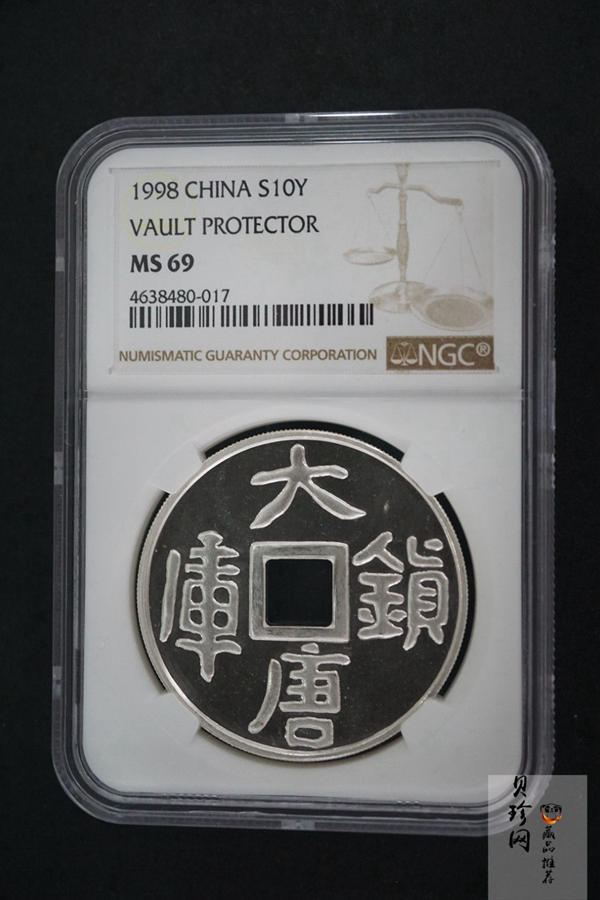 1998 CHINA S10Y
VAULT PROTECTOR
MS 69
4638480-017
NUMISMATIC GUARANTY CORPORATION
NGC®
大
唐
鎮
庫
贝珍网
藏品推荐